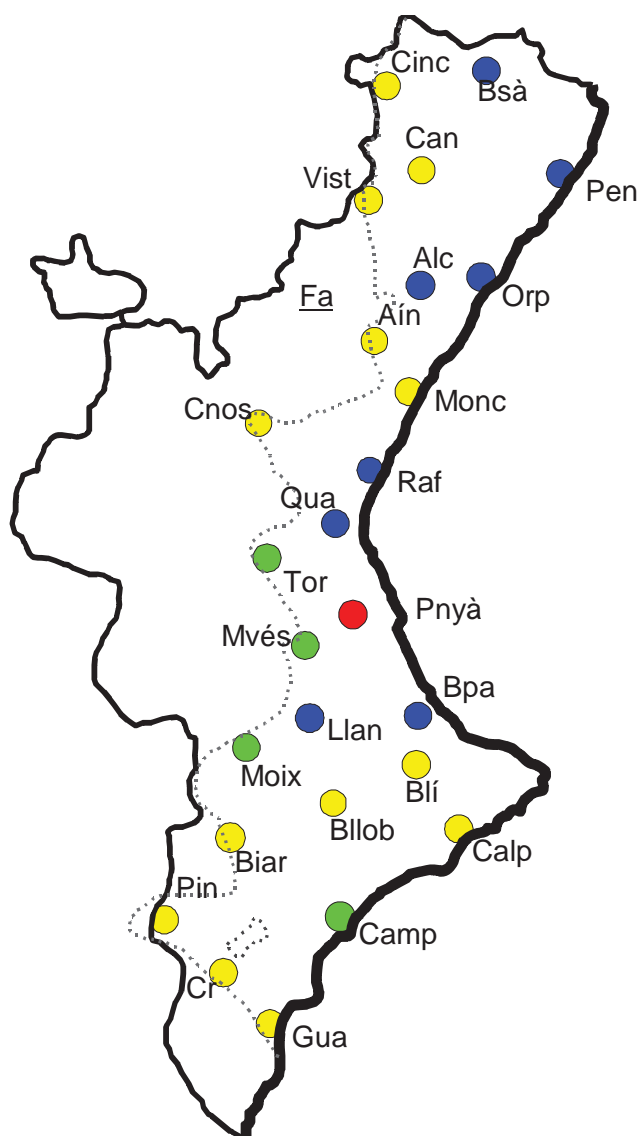 Cinc
Bsà
Can
Vist
Pen
Alc
Fa
Orp
Aín
Monc
Cnos
Raf
Qua
Tor
Pnyà
Mvés
Bpa
Llan
Moix
Blí
Bllob
Calp
Biar
Pin
Camp
Cr
Gua